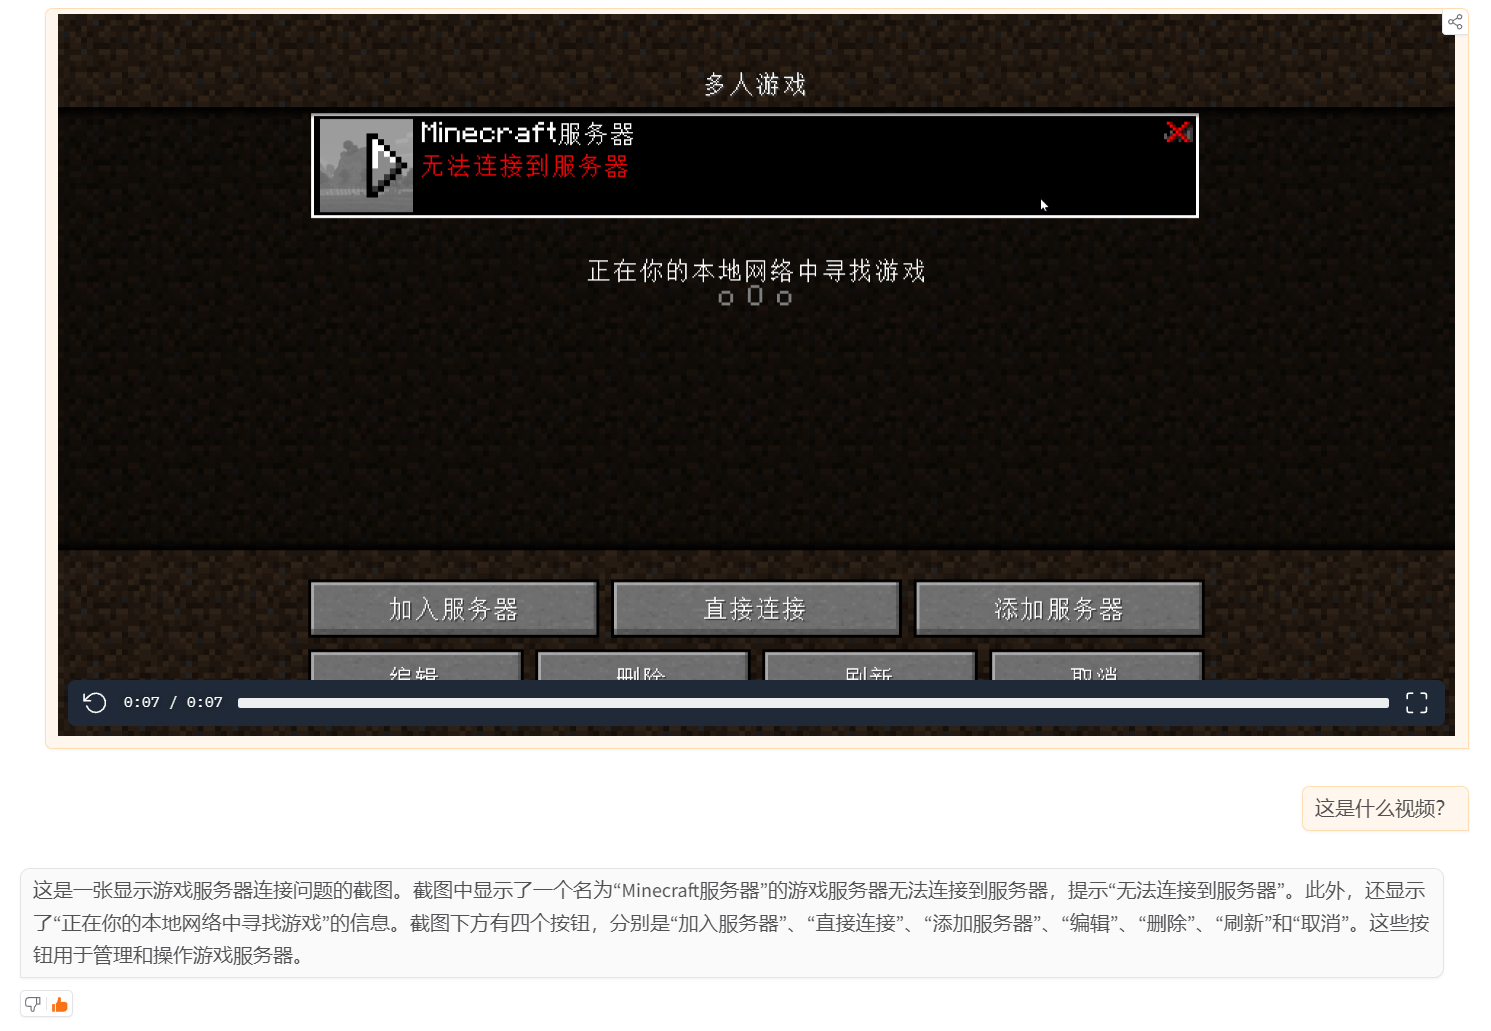 多人游戏
Minecraft服务器
无法连接到服务器
正在你的本地网络中寻找游戏
o O o
加入服务器
直接连接
添加服务器
编辑
删除
刷新
取消
0:07 / 0:07
这是什么视频？
这是一张显示游戏服务器连接问题的截图。截图中显示了一个名为“Minecraft服务器”的游戏服务器无法连接到服务器，提示“无法连接到服务器”。此外，还显示
了“正在你的本地网络中寻找游戏”的信息。截图下方有四个按钮，分别是“加入服务器”、“直接连接”、“添加服务器”、“编辑”、“删除”、“刷新”和“取消”。这些按
钮用于管理和操作游戏服务器。